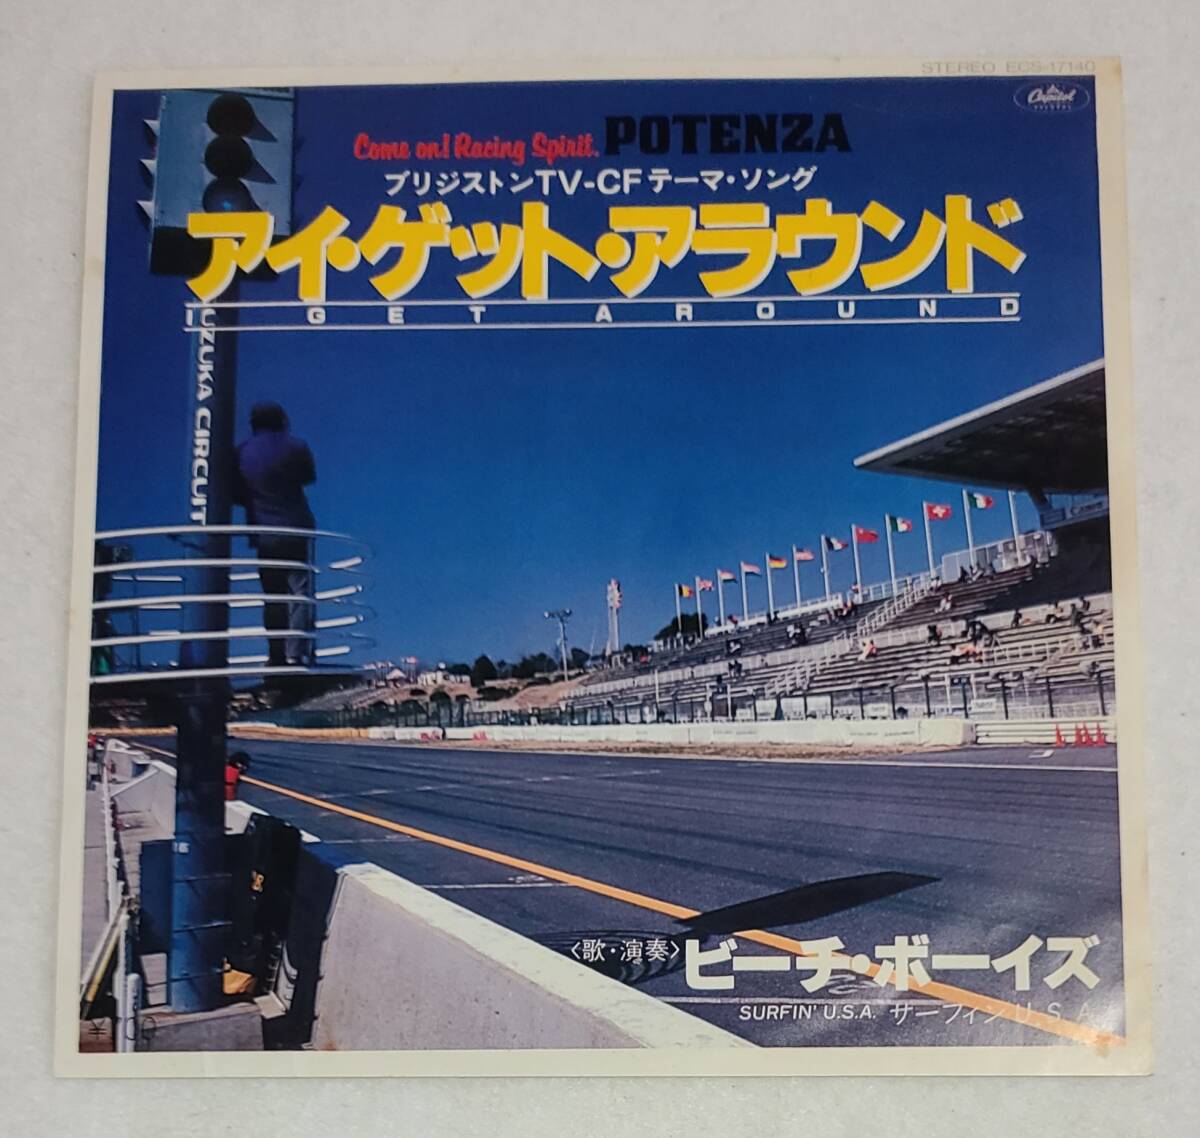 STEREO ECS-17140
Capitol
Come on! Racing Spirit. POTENZA
ブリジストンTV-CFテーマ・ソング
アイ・ゲット・アラウンド
I GET AROUND
UZUKA CIRCUIT
〈歌・演奏〉ビーチ・ボーイズ
SURFIN' U.S.A. サーフィンU.S.A.